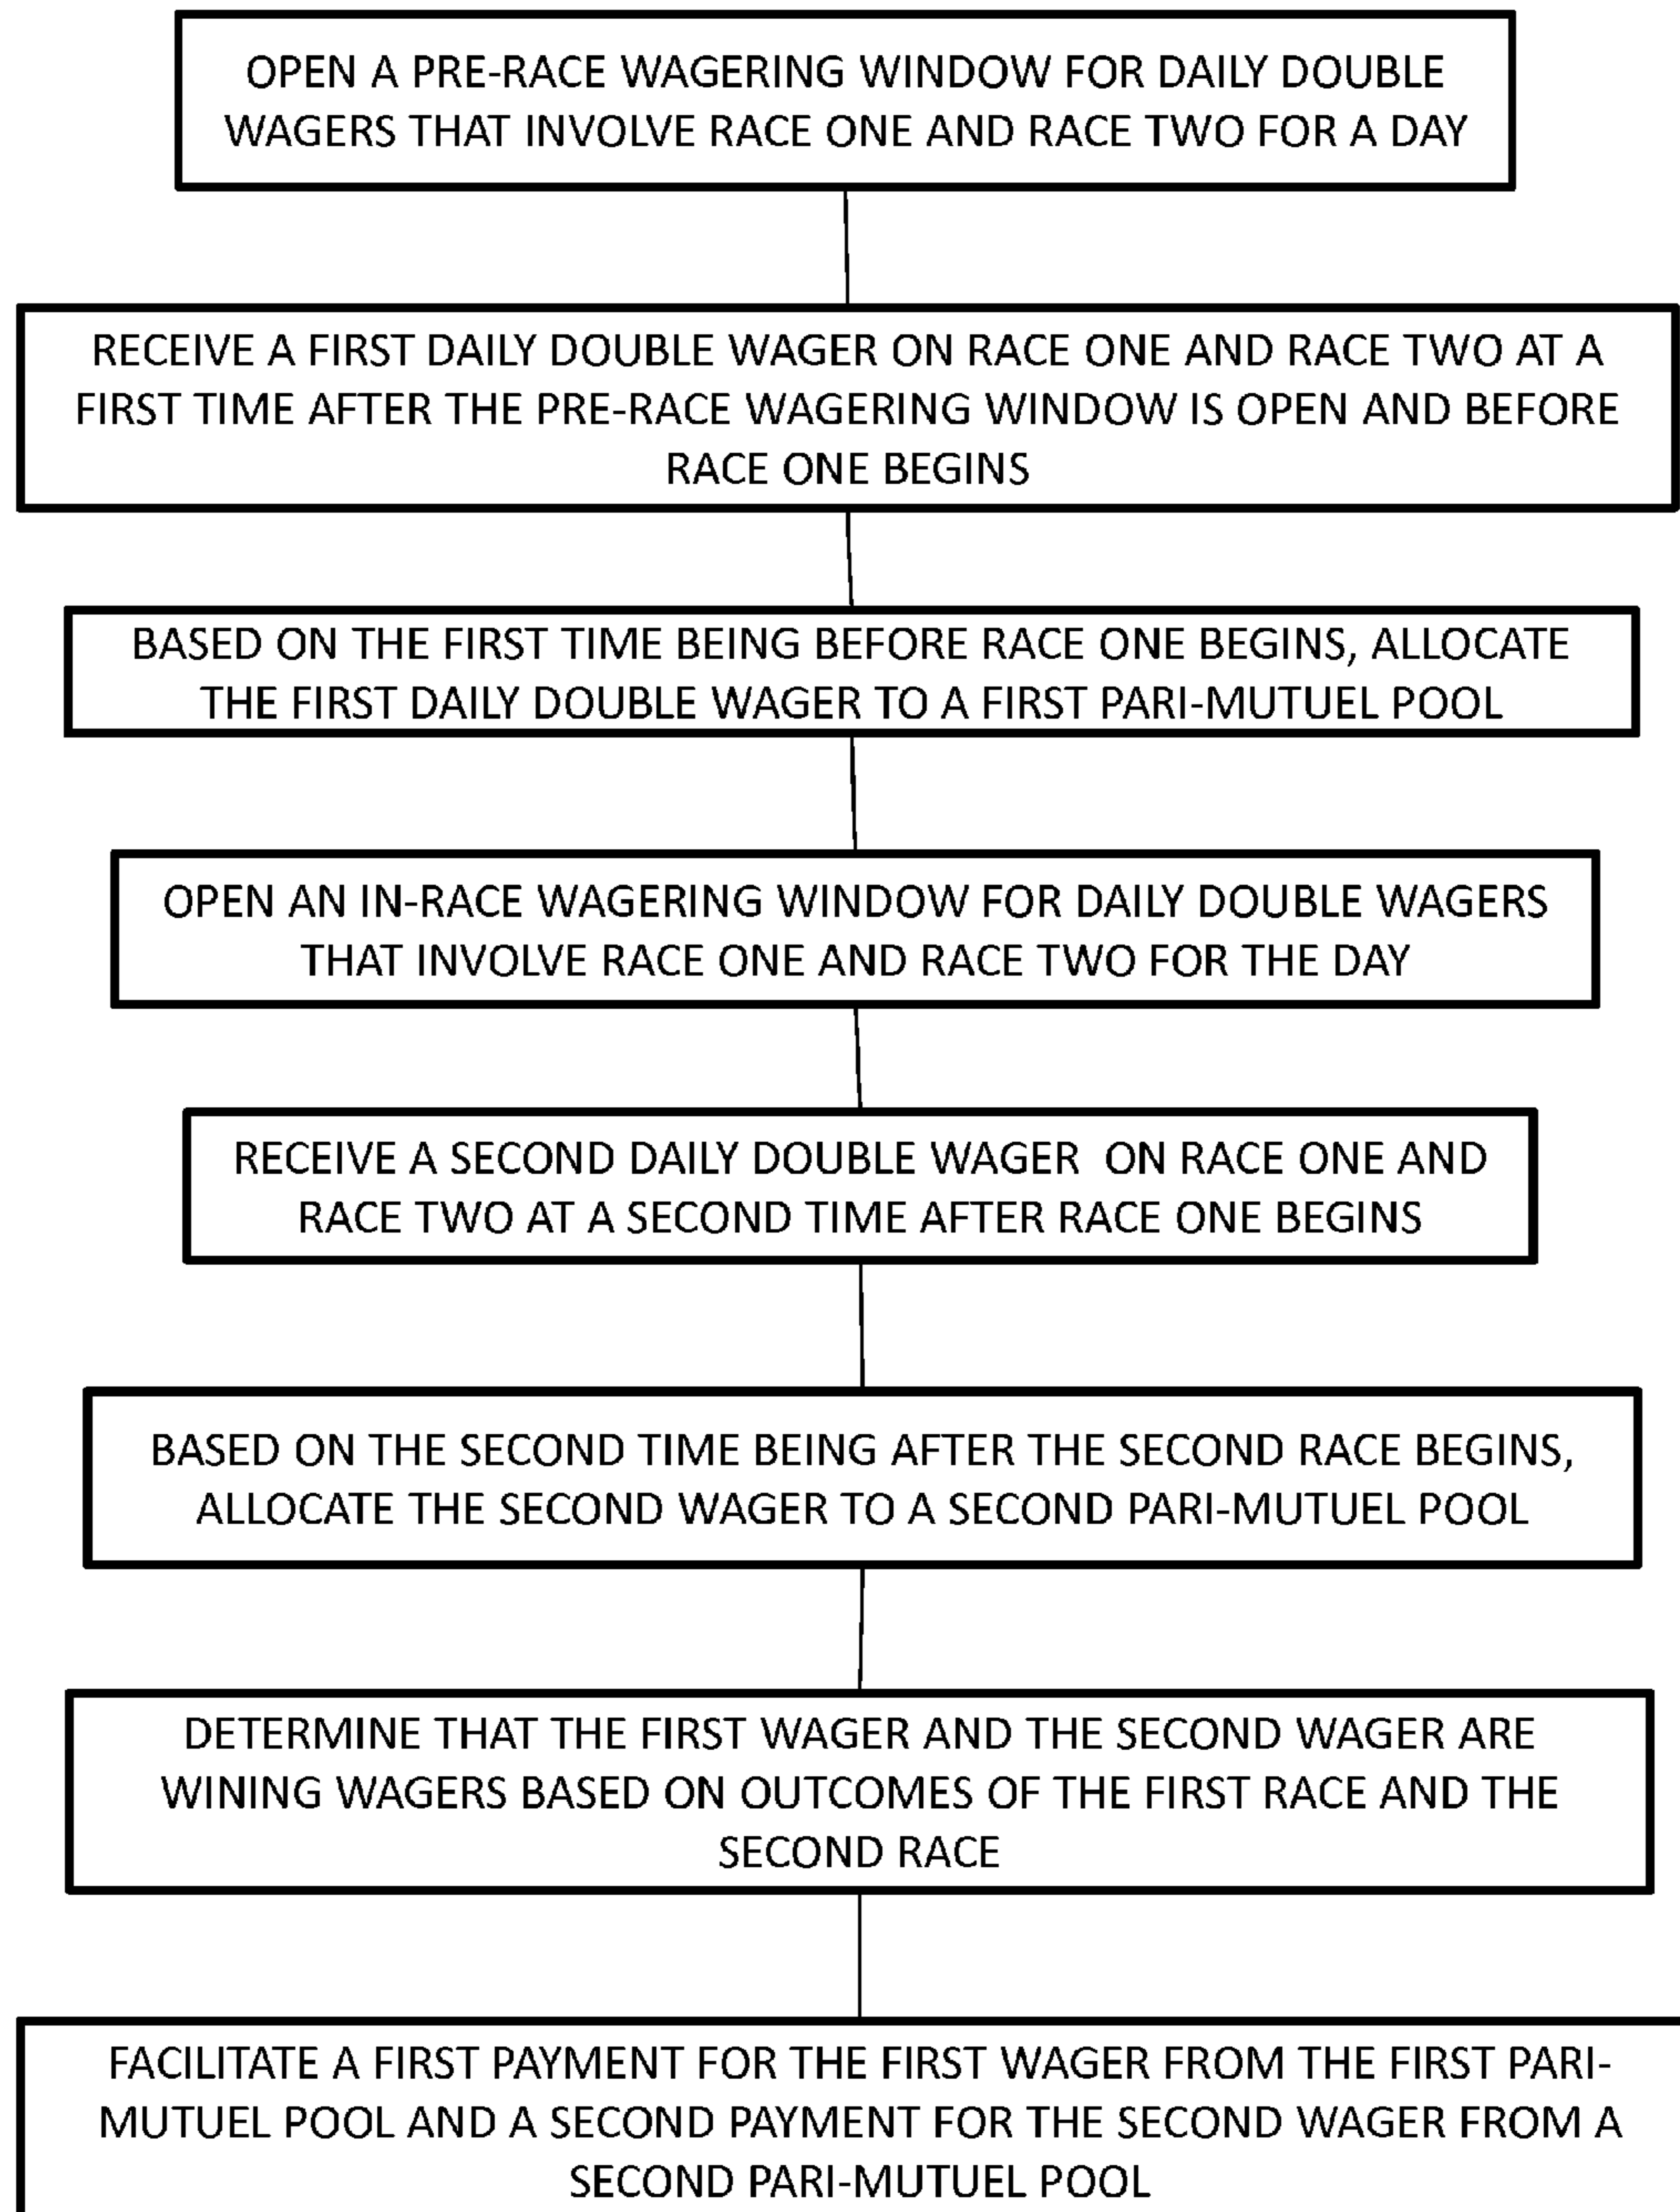 OPEN A PRE-RACE WAGERING WINDOW FOR DAILY DOUBLE
WAGERS THAT INVOLVE RACE ONE AND RACE TWO FOR A DAY
RECEIVE A FIRST DAILY DOUBLE WAGER ON RACE ONE AND RACE TWO AT A
FIRST TIME AFTER THE PRE-RACE WAGERING WINDOW IS OPEN AND BEFORE
RACE ONE BEGINS
BASED ON THE FIRST TIME BEING BEFORE RACE ONE BEGINS, ALLOCATE
THE FIRST DAILY DOUBLE WAGER TO A FIRST PARI-MUTUEL POOL
OPEN AN IN-RACE WAGERING WINDOW FOR DAILY DOUBLE WAGERS
THAT INVOLVE RACE ONE AND RACE TWO FOR THE DAY
RECEIVE A SECOND DAILY DOUBLE WAGER ON RACE ONE AND
RACE TWO AT A SECOND TIME AFTER RACE ONE BEGINS
BASED ON THE SECOND TIME BEING AFTER THE SECOND RACE BEGINS,
ALLOCATE THE SECOND WAGER TO A SECOND PARI-MUTUEL POOL
DETERMINE THAT THE FIRST WAGER AND THE SECOND WAGER ARE
WINING WAGERS BASED ON OUTCOMES OF THE FIRST RACE AND THE
SECOND RACE
FACILITATE A FIRST PAYMENT FOR THE FIRST WAGER FROM THE FIRST PARI-
MUTUEL POOL AND A SECOND PAYMENT FOR THE SECOND WAGER FROM A
SECOND PARI-MUTUEL POOL